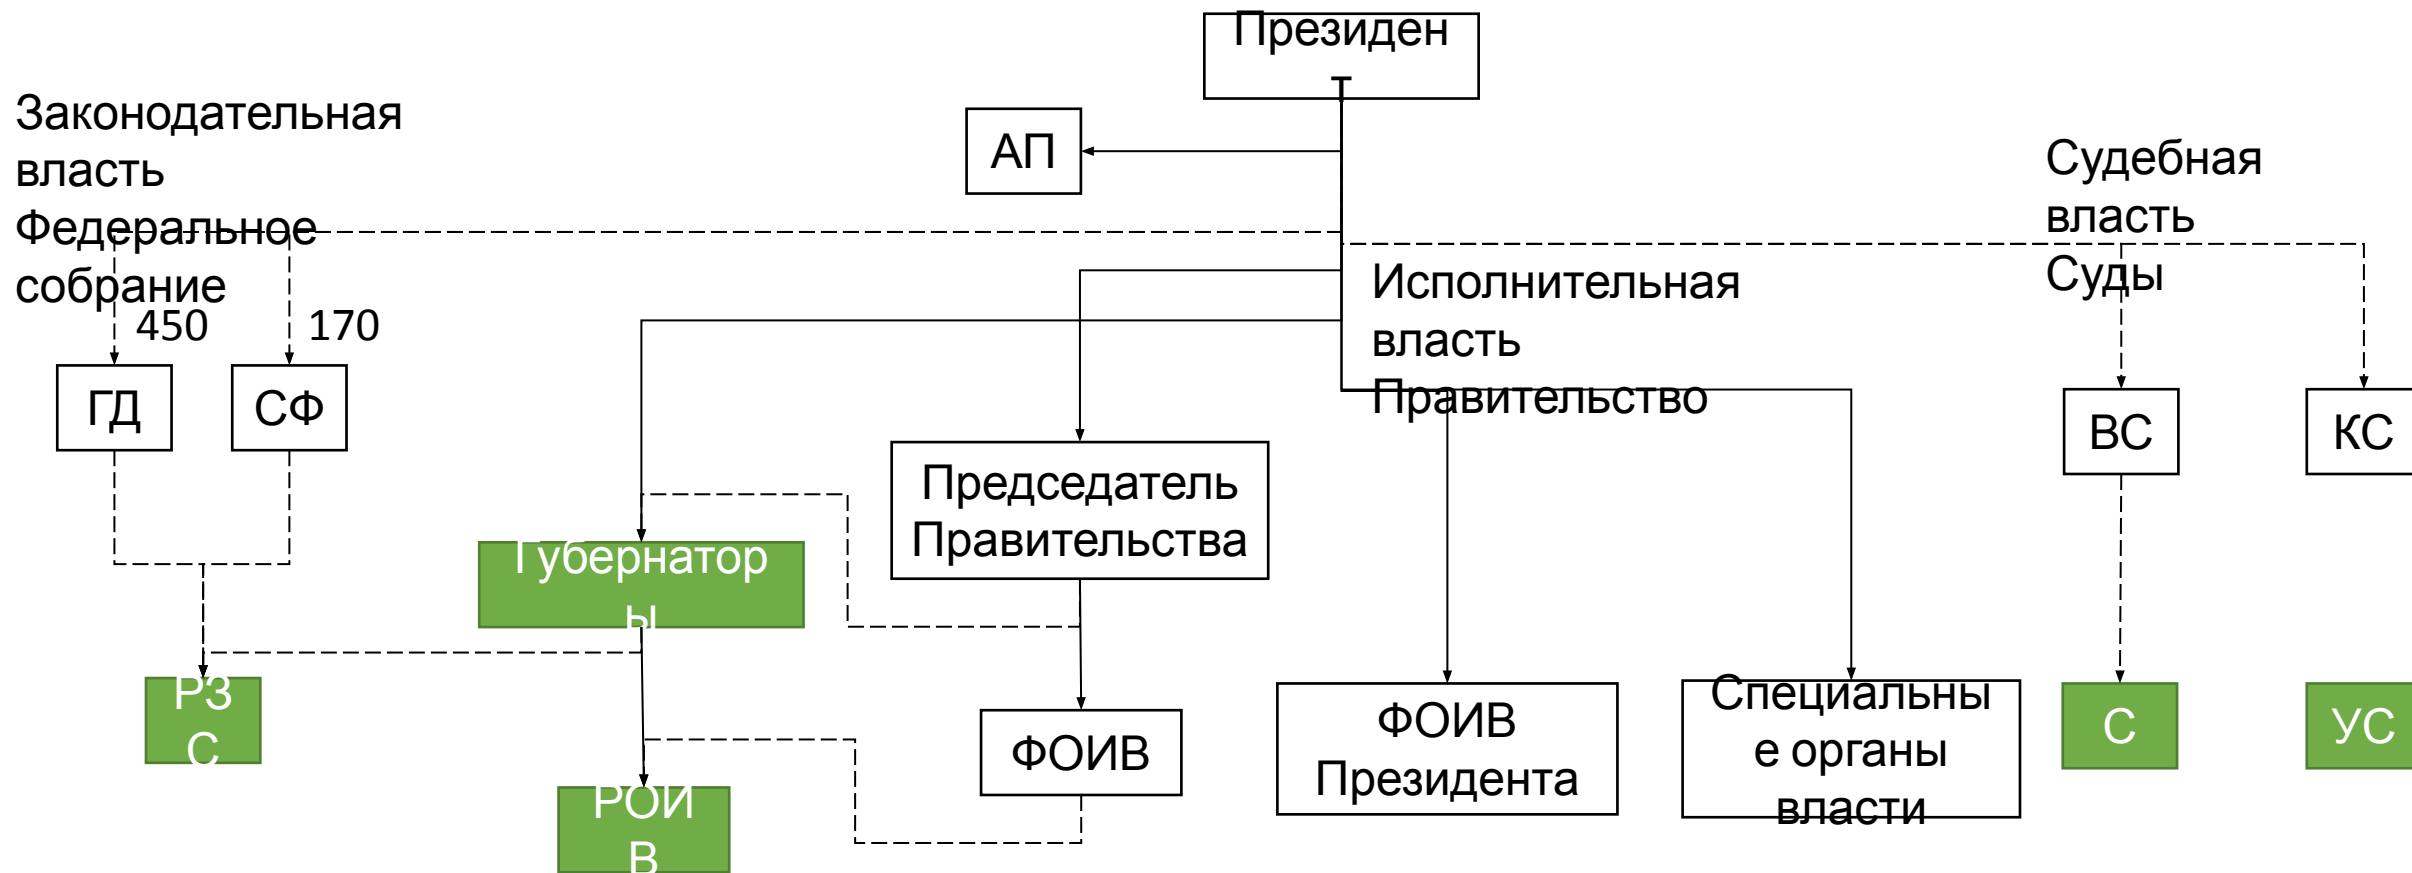 Президен
т
Законодательная
власть
Федеральное
собрание
АП
Судебная
власть
Суды
Исполнительная
власть
Правительство
450
170
ГД
СФ
ВС
КС
Председатель
Правительства
Губернатор
ы
РЗ
С
ФОИВ
ФОИВ
Президента
Специальны
е органы
власти
С
УС
РОИ
В